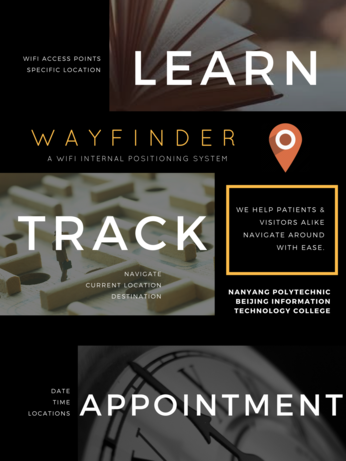 WIFI ACCESS POINTS
SPECIFIC LOCATION
LEARN
WAYFINDER
A WIFI INTERNAL POSITIONING SYSTEM
TRACK
NAVIGATE
CURRENT LOCATION
DESTINATION
WE HELP PATIENTS &
VISITORS ALIKE
NAVIGATE AROUND
WITH EASE.
NANYANG POLYTECHNIC
BEIJING INFORMATION
TECHNOLOGY COLLEGE
DATE
TIME
LOCATIONS
APPOINTMENT